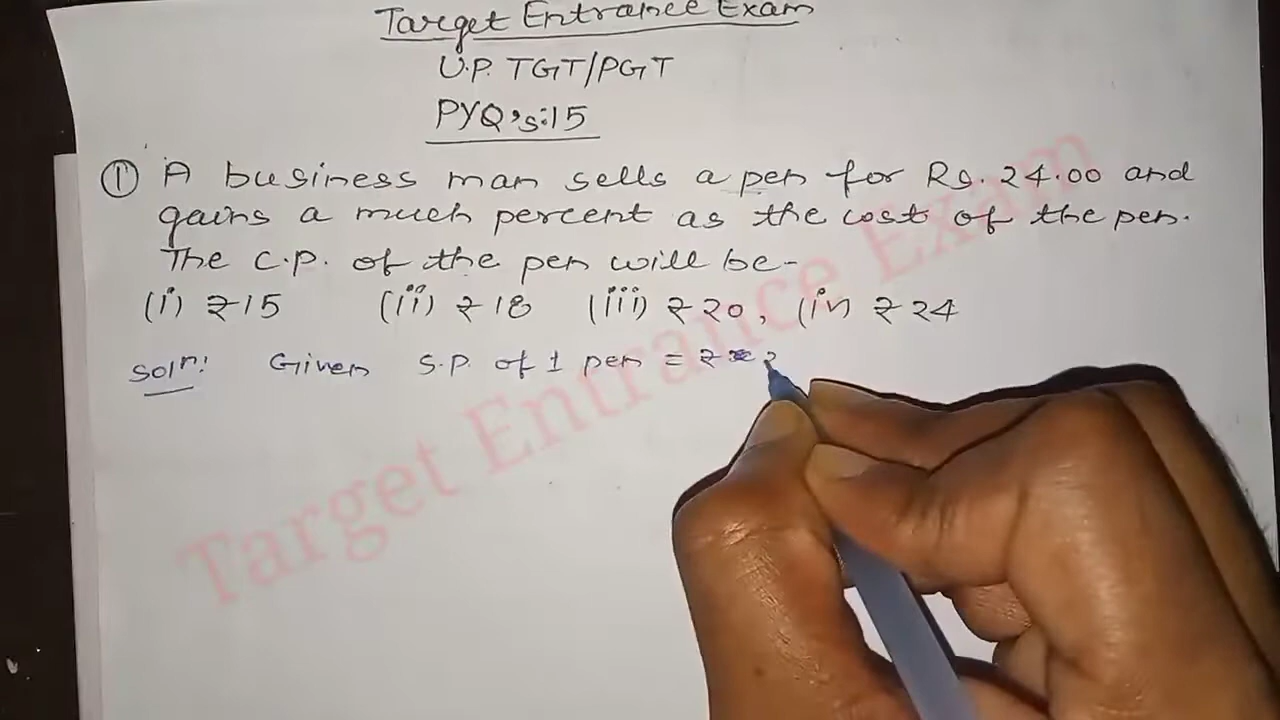 Target Entrance Exam
U.P. TGT/PGT
PYQ's:15
① A business man sells a pen for Rs. 24.00 and
gains a much percent as the cost of the pen.
The C.P. of the pen will be-
(i) ₹15 (ii) ₹18 (iii) ₹20, (iv) ₹24
Solⁿ: Given S.P. of 1 pen = ₹
Target Entrance Exam